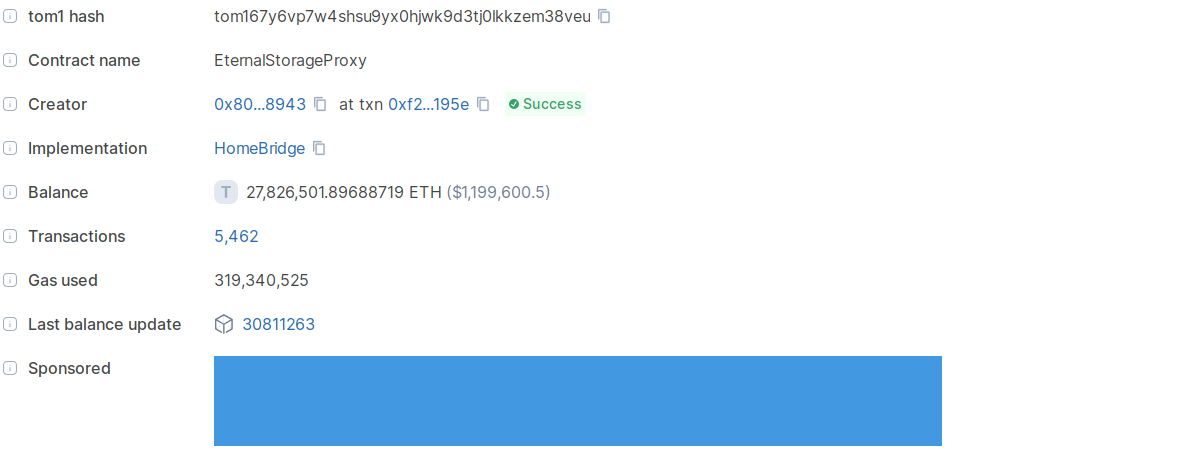 tom1 hash tom167y6vp7w4shsu9yx0hjwk9d3tj0lkkzem38veu
Contract name EternalStorageProxy
Creator 0x80...8943 at txn 0xf2...195e Success
Implementation HomeBridge
Balance T 27,826,501.89688719 ETH ($1,199,600.5)
Transactions 5,462
Gas used 319,340,525
Last balance update 30811263
Sponsored